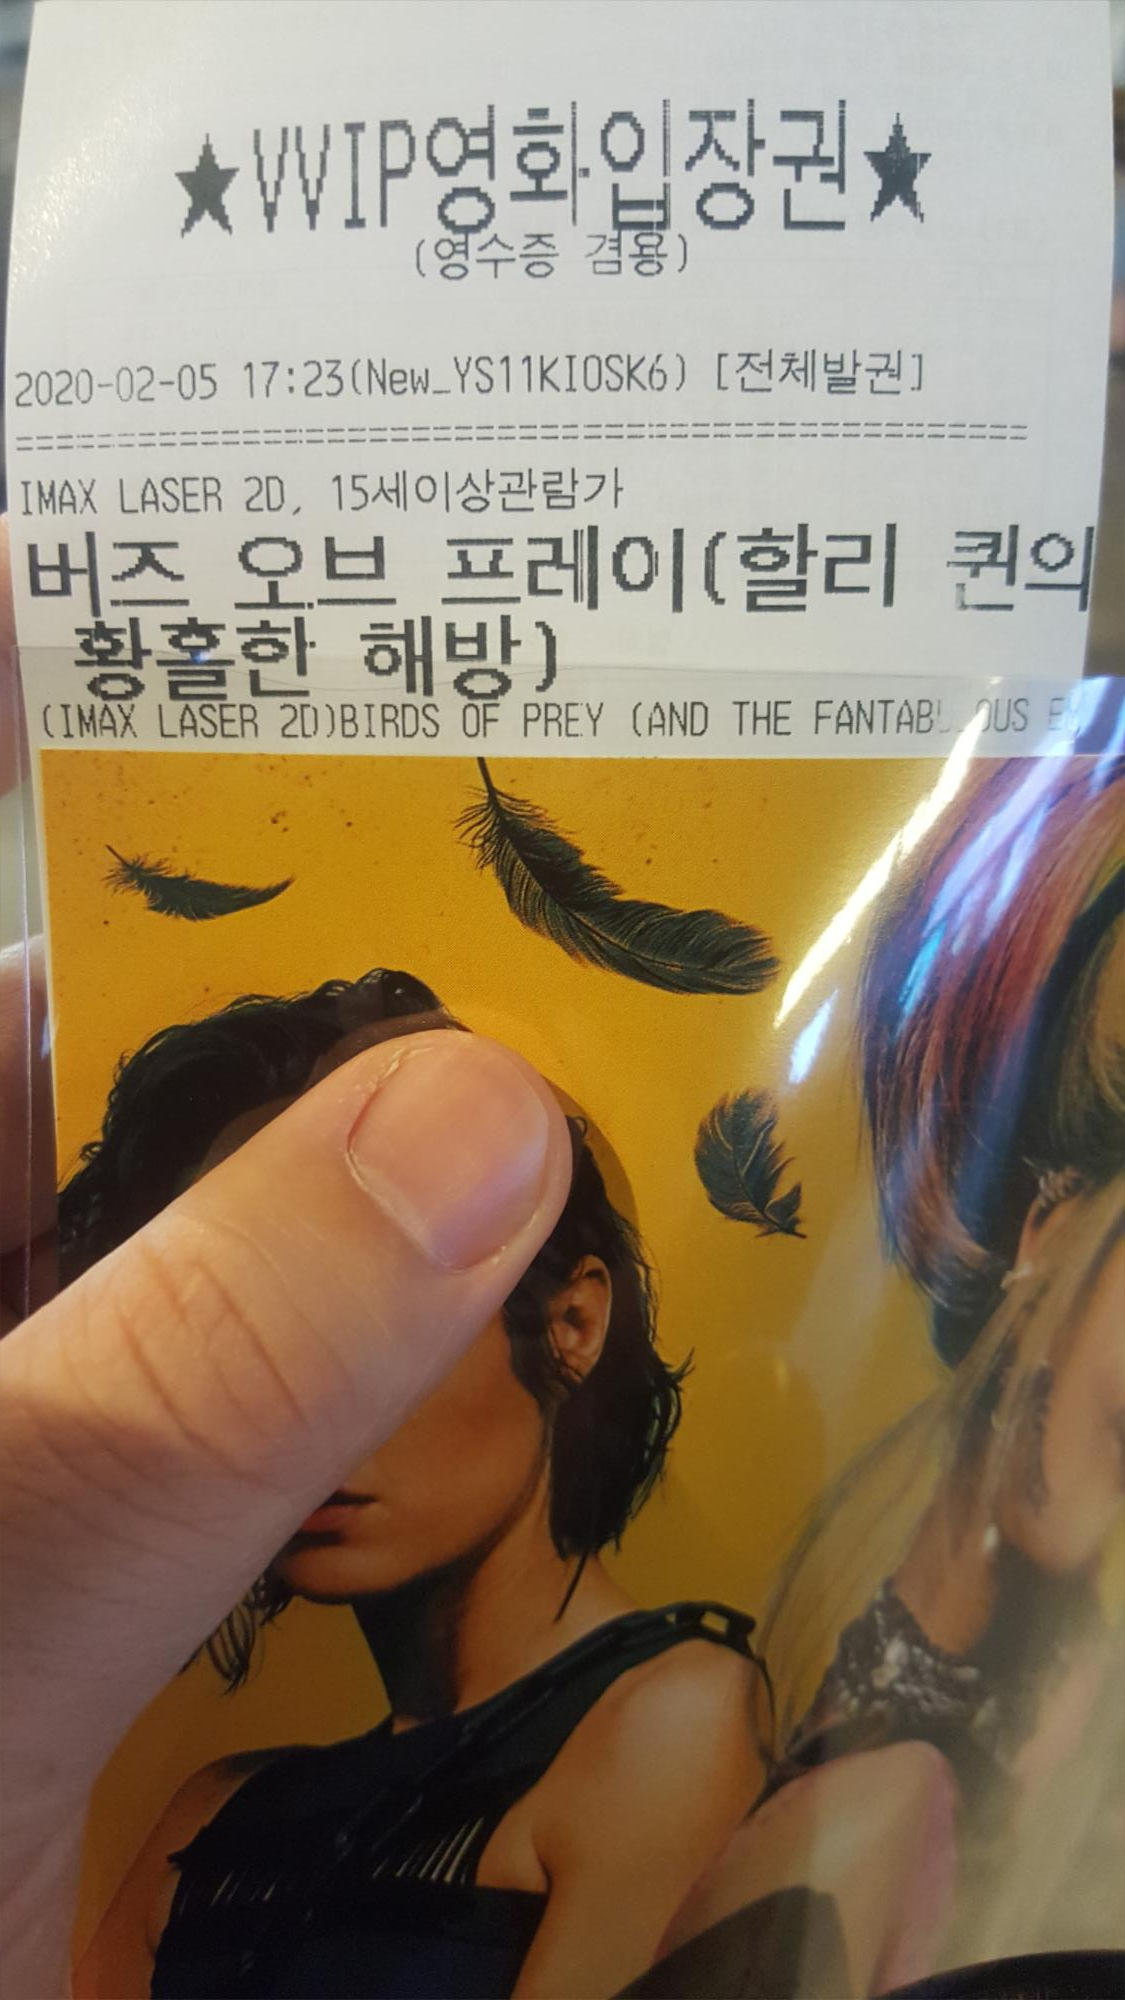 ★VVIP영화입장권★
(영수증 겸용)
2020-02-05 17:23(New_YS11KIOSK6) [전체발권]
================================================
IMAX LASER 2D, 15세이상관람가
버즈 오브 프레이(할리 퀸의
황홀한 해방)
(IMAX LASER 2D)BIRDS OF PREY (AND THE